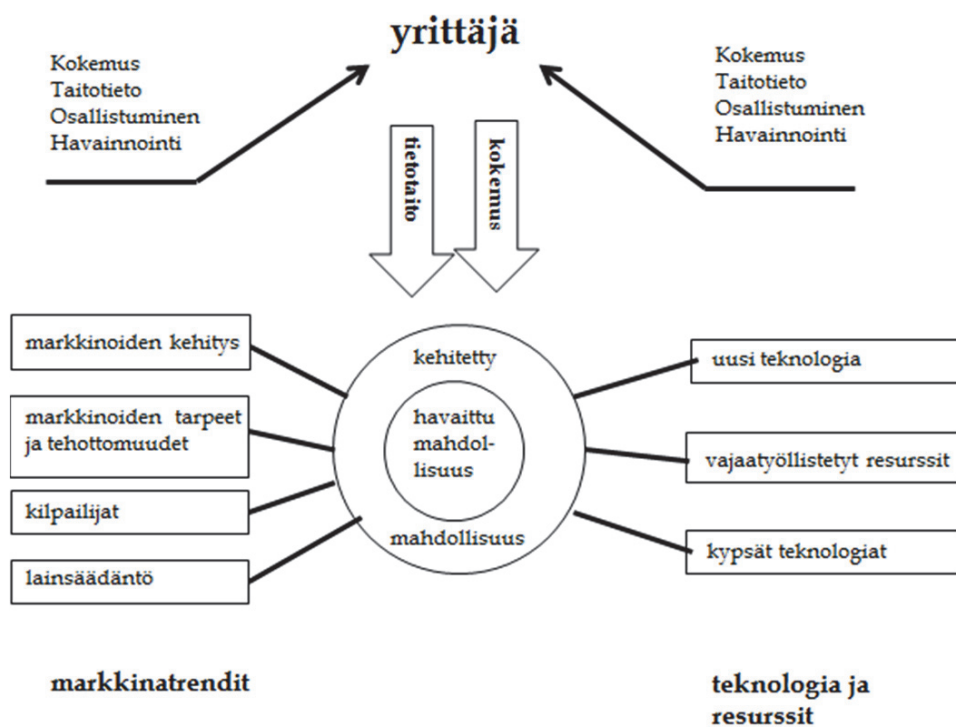 yrittäjä
Kokemus
Taitotieto
Osallistuminen
Havainnointi
Kokemus
Taitotieto
Osallistuminen
Havainnointi
tietotaito
kokemus
markkinoiden kehitys
markkinoiden tarpeet
ja tehottomuudet
kilpailijat
lainsäädäntö
kehitetty
havaittu
mahdol-
lisuus
mahdollisuus
uusi teknologia
vajaatyöllistetyt resurssit
kypsät teknologiat
markkinatrendit
teknologia ja
resurssit